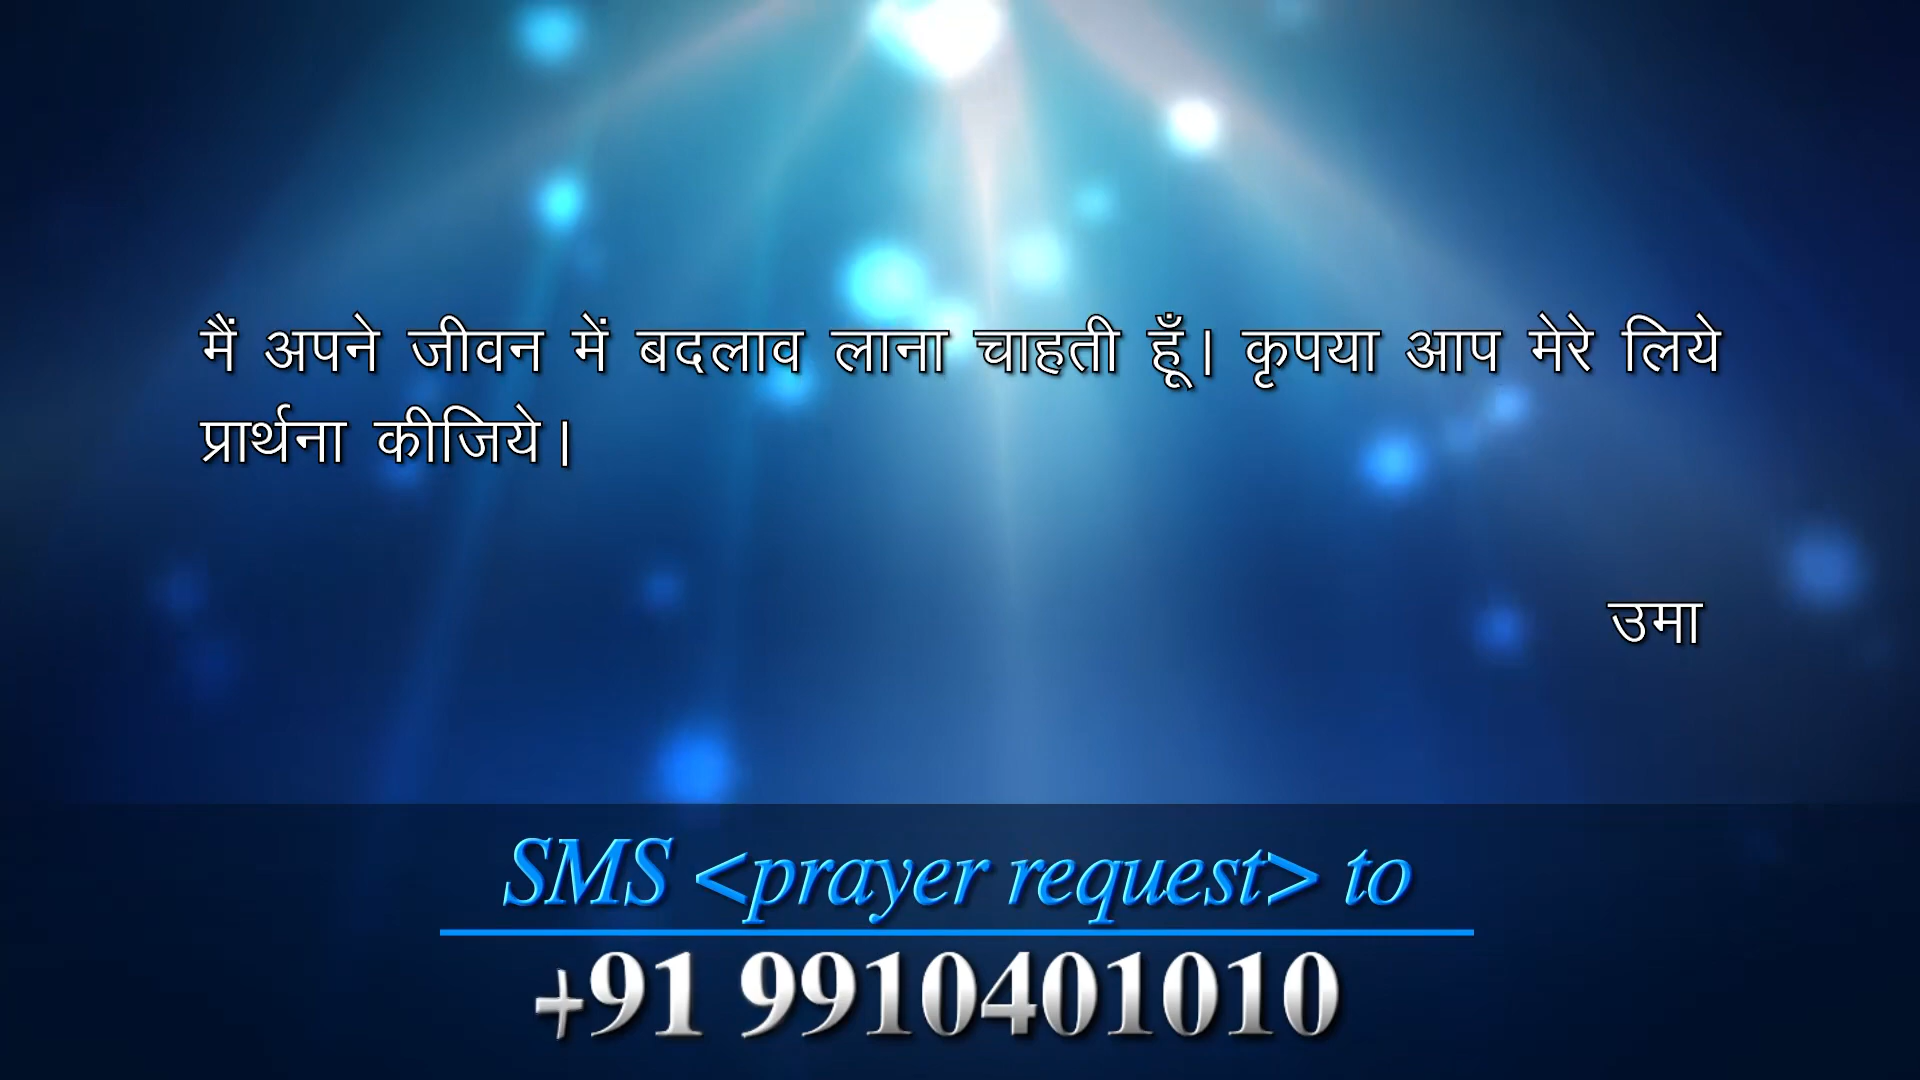 मैं अपने जीवन में बदलाव लाना चाहती हूँ। कृपया आप मेरे लिये
प्रार्थना कीजिये।
उमा
SMS <prayer request> to
+91 9910401010